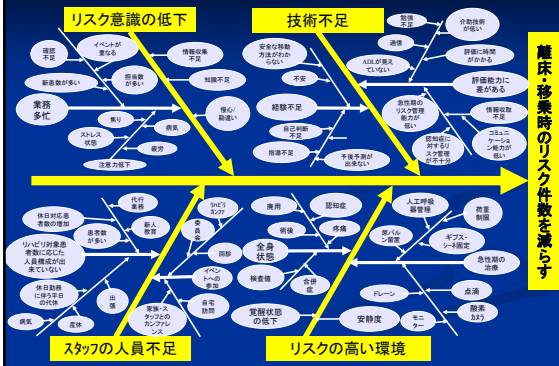 リスク意識の低下
技術不足
離床・移乗時のリスク件数を減らす
イベントが
重なる
確認
不足
情報収集
不足
新患数が多い
担当数
が多い
知識不足
業務
多忙
慢心/
勘違い
焦り
病気
ストレス
状態
疲労
注意力低下
安全な移動
方法がわか
らない
不安
経験不足
自己判断
不足
指導不足
予後予測が
出来ない
勉強
不足
介助技術
が低い
過信
評価に時間
がかかる
ADLが見え
ていない
評価能力に
差がある
急性期の
リスク管理
能力が
低い
情報収取
不足
認知症に
対するリ
スク管理
が不十分
コミュニ
ケーショ
ン能力が
低い
代行
業務
リハビリ
カンファ
休日対応患
者数の増加
新人
教育
委
員
会
患者数
が多い
回診
リハビリ対象患
者数に応じた
人員構成が出
来ていない
イベン
トへの
参加
休日勤務
に伴う平日
の代休
出
張
自宅
訪問
病気
産休
家族・ス
タッフとの
カンファレ
ンス
スタッフの人員不足
廃用
認知症
人工呼吸
器管理
荷重
制限
術後
疼痛
尿バル
ン留置
ギプス・
シーネ固定
全身
状態
急性期の
治療
検査値
合併
症
ドレーン
点滴
覚醒状態
の低下
安静度
モニ
ター
酸素
カヌラ
リスクの高い環境